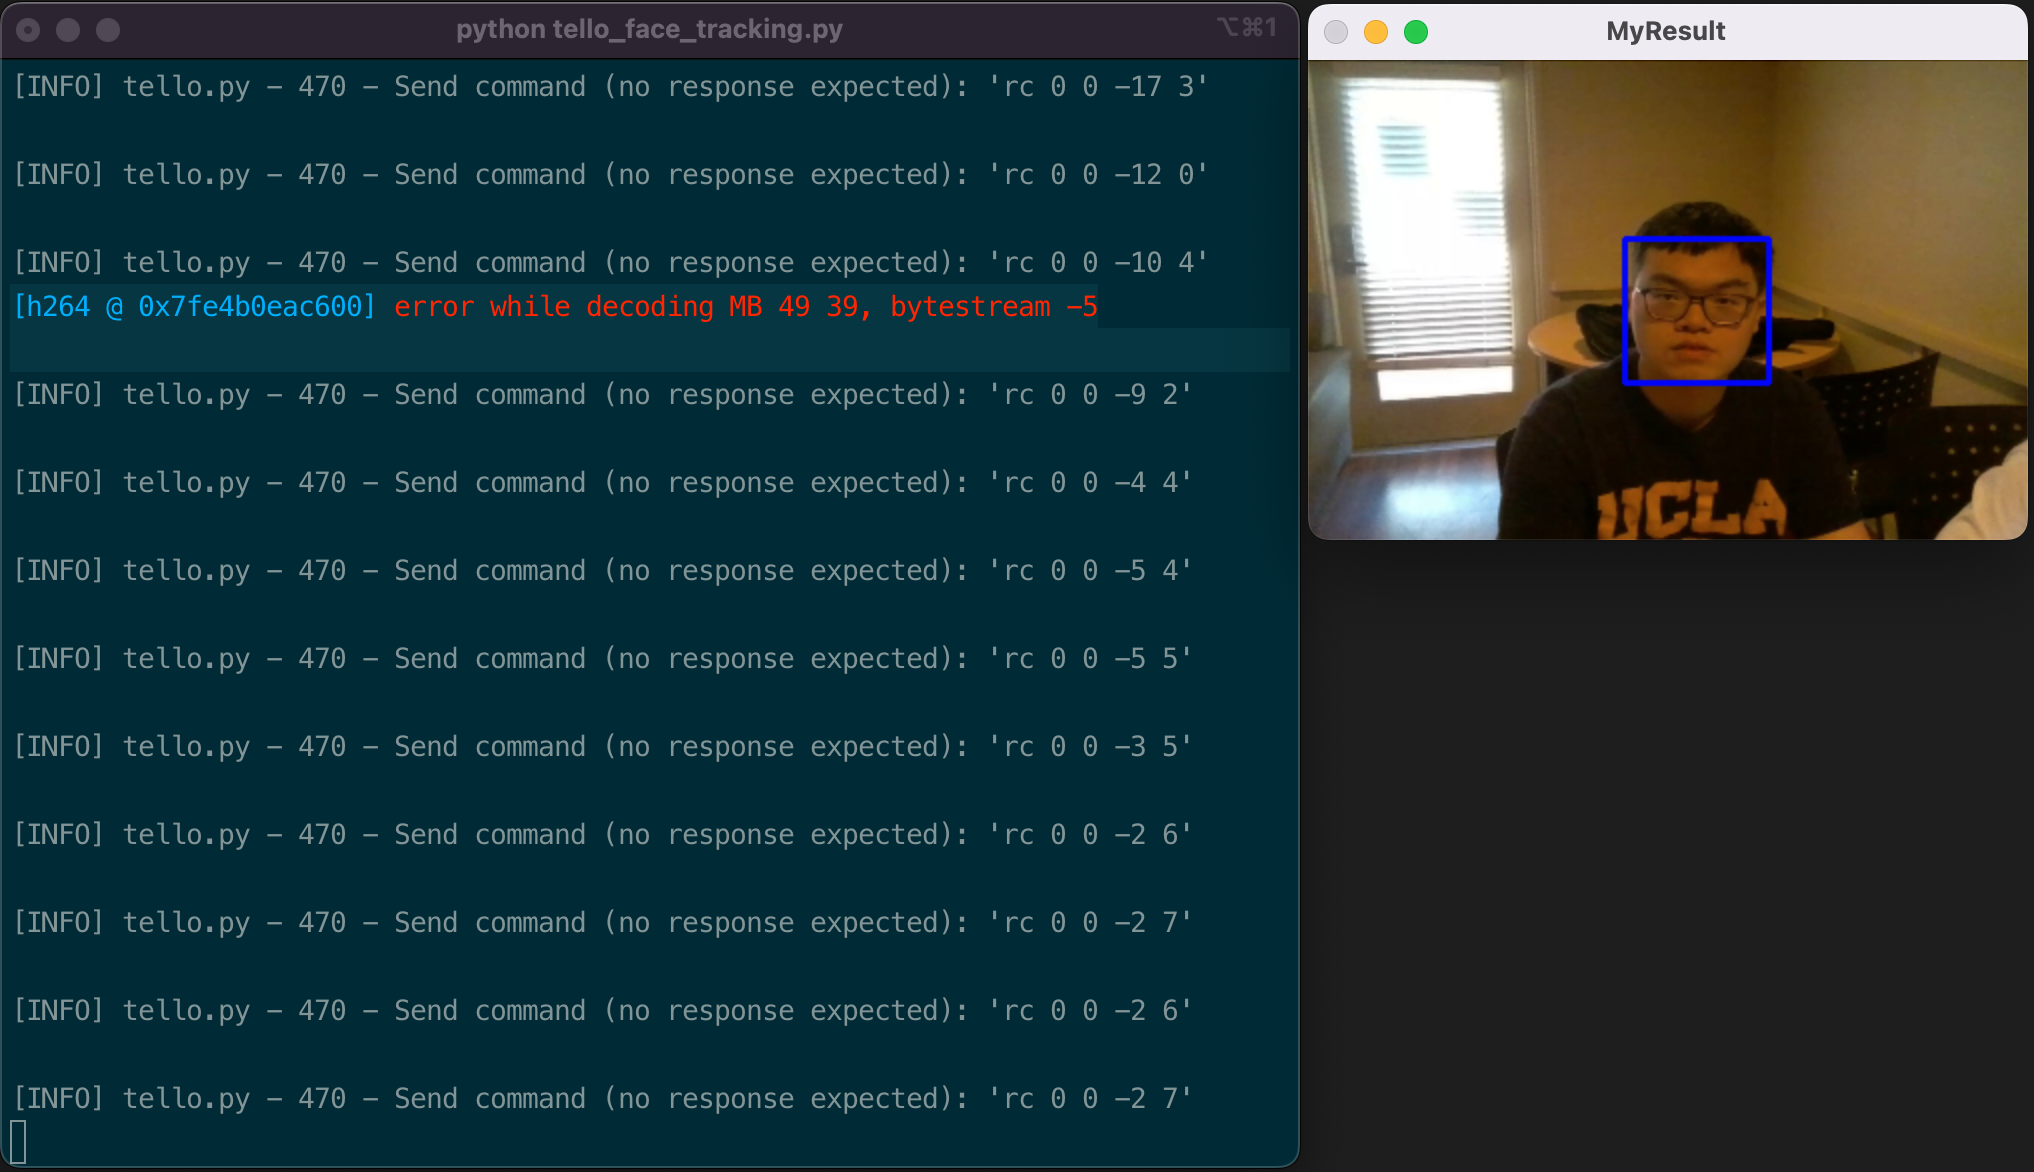 python tello_face_tracking.py
⌥⌘1
[INFO] tello.py - 470 - Send command (no response expected): 'rc 0 0 -17 3'
[INFO] tello.py - 470 - Send command (no response expected): 'rc 0 0 -12 0'
[INFO] tello.py - 470 - Send command (no response expected): 'rc 0 0 -10 4'
[h264 @ 0x7fe4b0eac600] error while decoding MB 49 39, bytestream -5
[INFO] tello.py - 470 - Send command (no response expected): 'rc 0 0 -9 2'
[INFO] tello.py - 470 - Send command (no response expected): 'rc 0 0 -4 4'
[INFO] tello.py - 470 - Send command (no response expected): 'rc 0 0 -5 4'
[INFO] tello.py - 470 - Send command (no response expected): 'rc 0 0 -5 5'
[INFO] tello.py - 470 - Send command (no response expected): 'rc 0 0 -3 5'
[INFO] tello.py - 470 - Send command (no response expected): 'rc 0 0 -2 6'
[INFO] tello.py - 470 - Send command (no response expected): 'rc 0 0 -2 7'
[INFO] tello.py - 470 - Send command (no response expected): 'rc 0 0 -2 6'
[INFO] tello.py - 470 - Send command (no response expected): 'rc 0 0 -2 7'
MyResult
UCLA